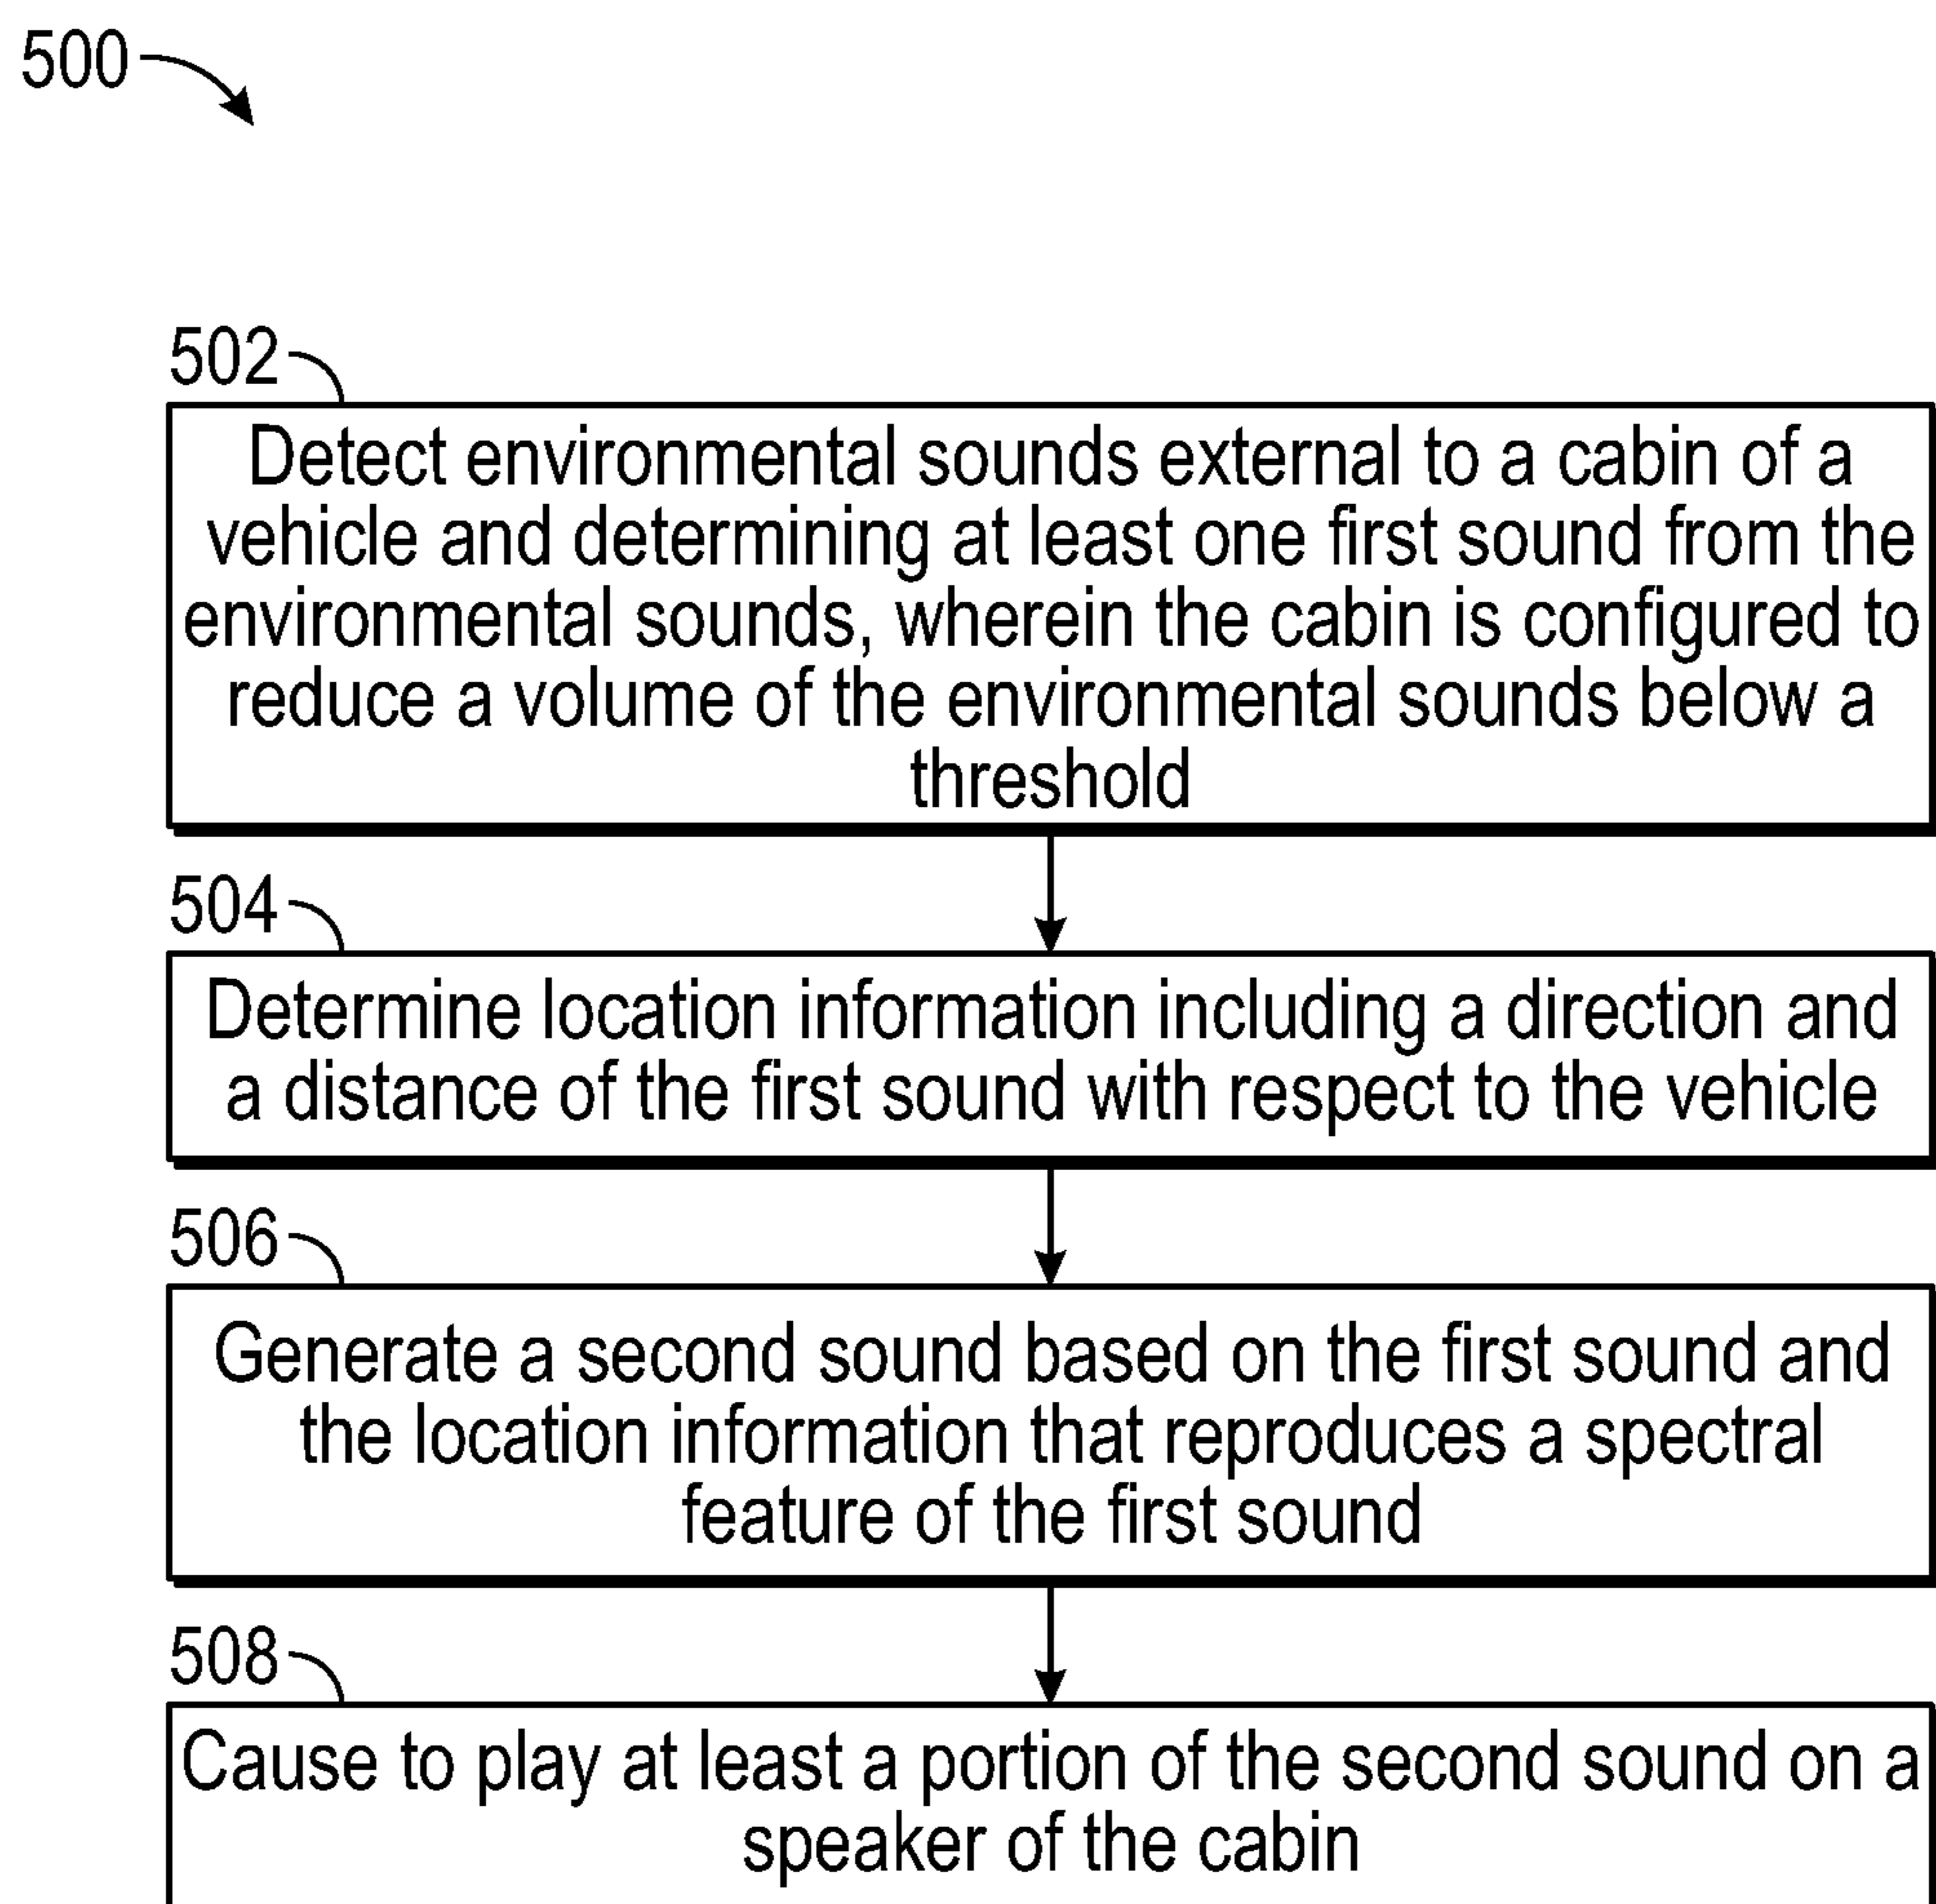 500
502
Detect environmental sounds external to a cabin of a
vehicle and determining at least one first sound from the
environmental sounds, wherein the cabin is configured to
reduce a volume of the environmental sounds below a
threshold
504
Determine location information including a direction and
a distance of the first sound with respect to the vehicle
506
Generate a second sound based on the first sound and
the location information that reproduces a spectral
feature of the first sound
508
Cause to play at least a portion of the second sound on a
speaker of the cabin